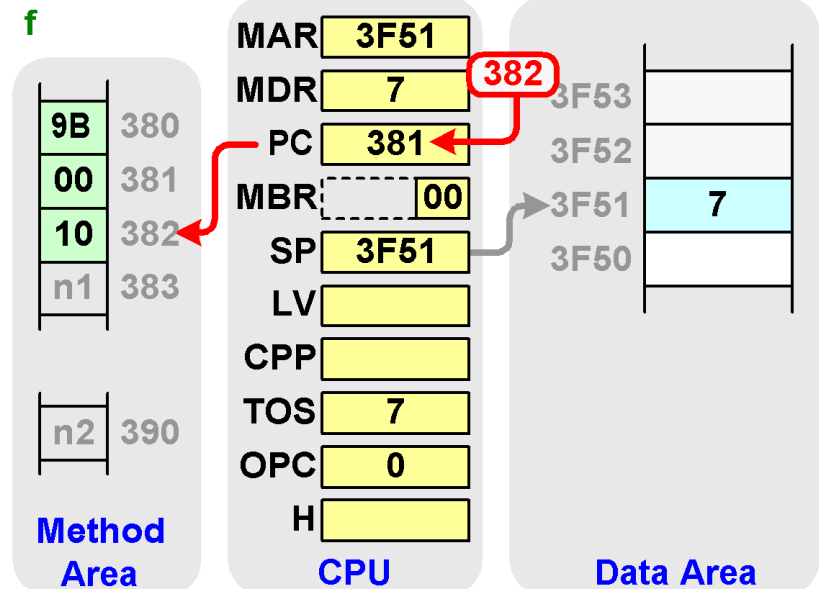 f
9B 380
00 381
10 382
n1 383
n2 390
Method
Area
MAR 3F51
MDR 7
382
PC 381
MBR 00
SP 3F51
LV
CPP
TOS 7
OPC 0
H
CPU
3F53
3F52
3F51 7
3F50
Data Area